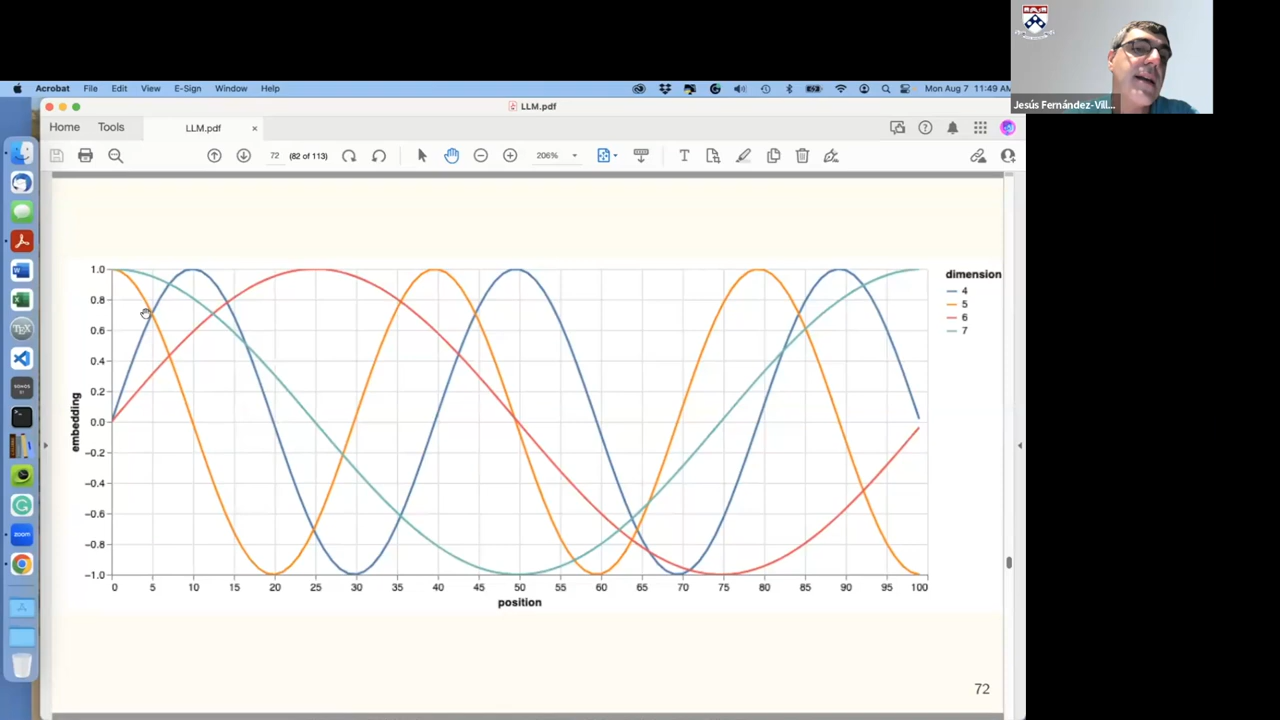 Acrobat File Edit View E-Sign Window Help Mon Aug 7 11:49 AM
Jesús Fernández-Vill...
LLM.pdf
Home Tools LLM.pdf ×
72 (82 of 113) 206%
1.0
0.8
0.6
0.4
0.2
0.0
−0.2
−0.4
−0.6
−0.8
−1.0
embedding
0 5 10 15 20 25 30 35 40 45 50 55 60 65 70 75 80 85 90 95 100
position
dimension
4
5
6
7
zoom
72